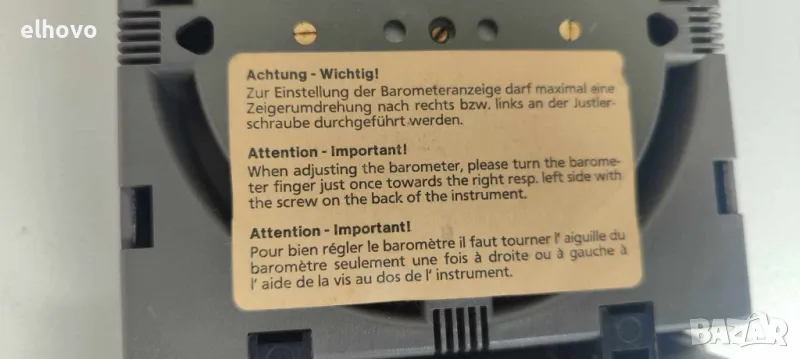 elhovo
Achtung - Wichtig!
Zur Einstellung der Barometeranzeige darf maximal eine
Zeigerumdrehung nach rechts bzw. links an der Justier-
schraube durchgeführt werden.
Attention - Important!
When adjusting the barometer, please turn the barome-
ter finger just once towards the right resp. left side with
the screw on the back of the instrument.
Attention - Important!
Pour bien régler le baromètre il faut tourner l' aiguille du
baromètre seulement une fois à droite ou à gauche à
l' aide de la vis au dos de l' instrument.
BAZAR